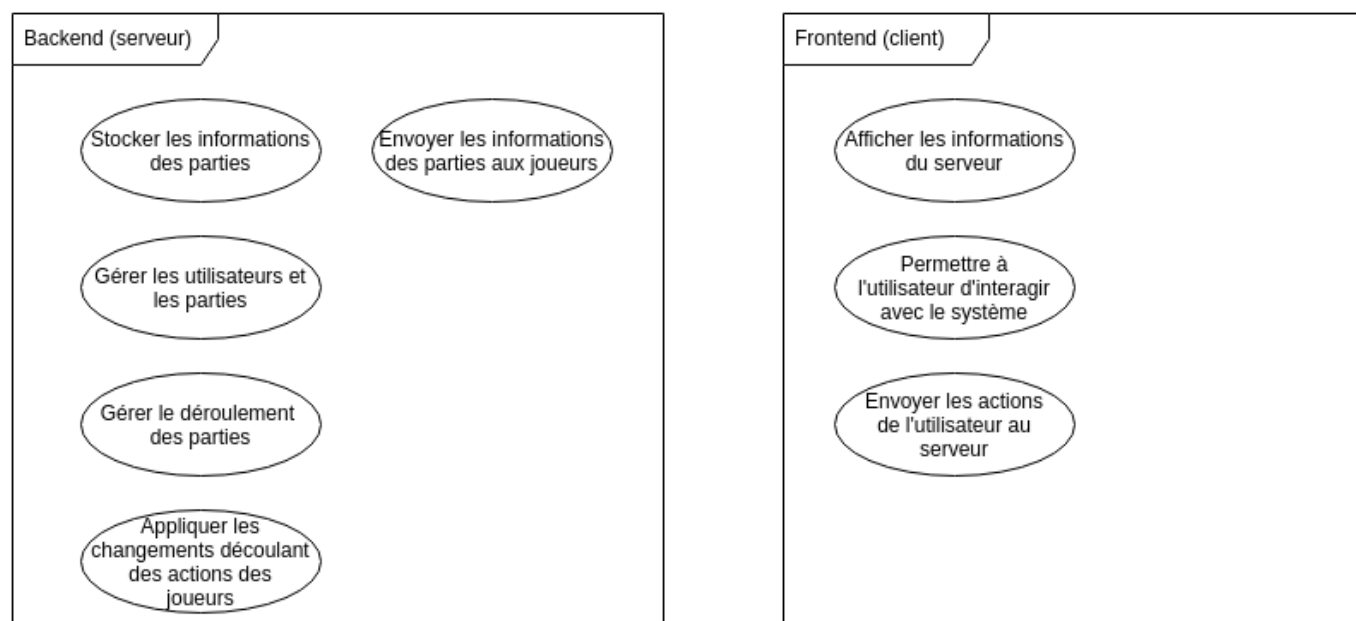 Backend (serveur)
Stocker les informations
des parties
Envoyer les informations
des parties aux joueurs
Gérer les utilisateurs et
les parties
Gérer le déroulement
des parties
Appliquer les
changements découlant
des actions des
joueurs
Frontend (client)
Afficher les informations
du serveur
Permettre à
l'utilisateur d'interagir
avec le système
Envoyer les actions
de l'utilisateur au
serveur